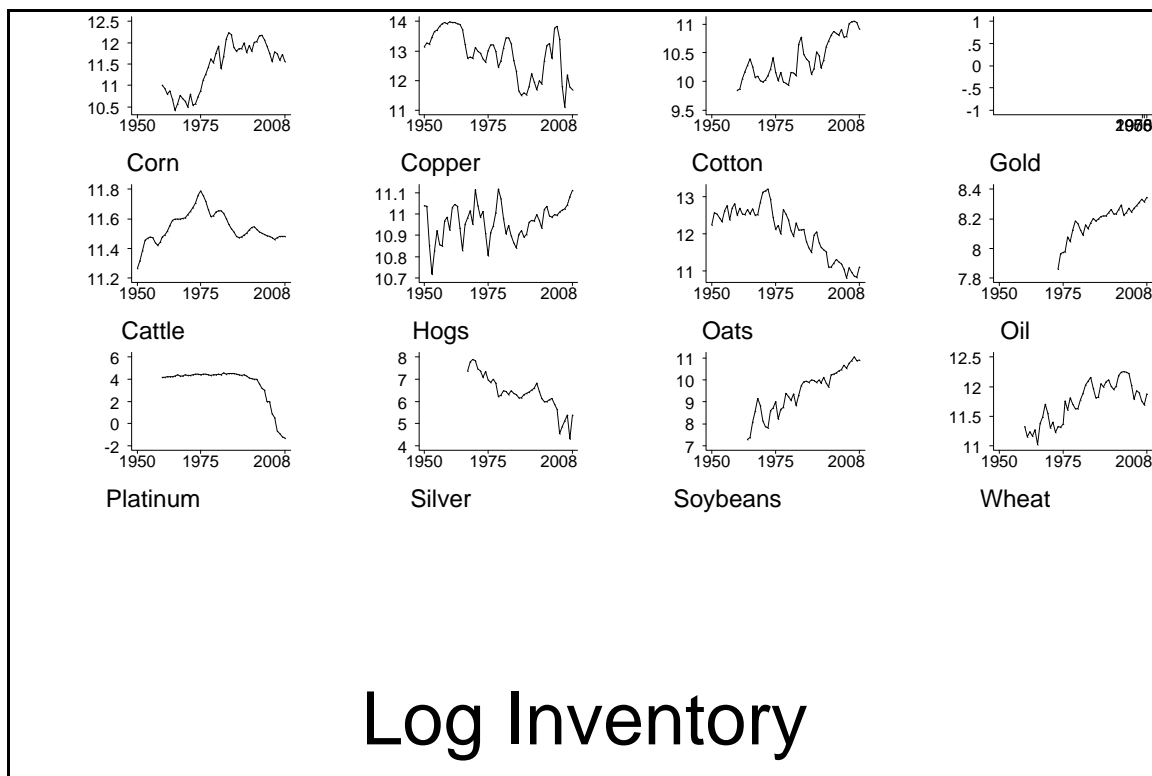 12.5
12
11.5
11
10.5
1950 1975 2008
Corn
14
13
12
11
1950 1975 2008
Copper
11
10.5
10
9.5
1950 1975 2008
Cotton
1
.5
0
-.5
-1
Gold
11.8
11.6
11.4
11.2
1950 1975 2008
Cattle
11.1
11
10.9
10.8
10.7
1950 1975 2008
Hogs
13
12
11
1950 1975 2008
Oats
8.4
8.2
8
7.8
1950 1975 2008
Oil
6
4
2
0
-2
1950 1975 2008
Platinum
8
7
6
5
4
1950 1975 2008
Silver
11
10
9
8
7
1950 1975 2008
Soybeans
12.5
12
11.5
11
1950 1975 2008
Wheat
Log Inventory